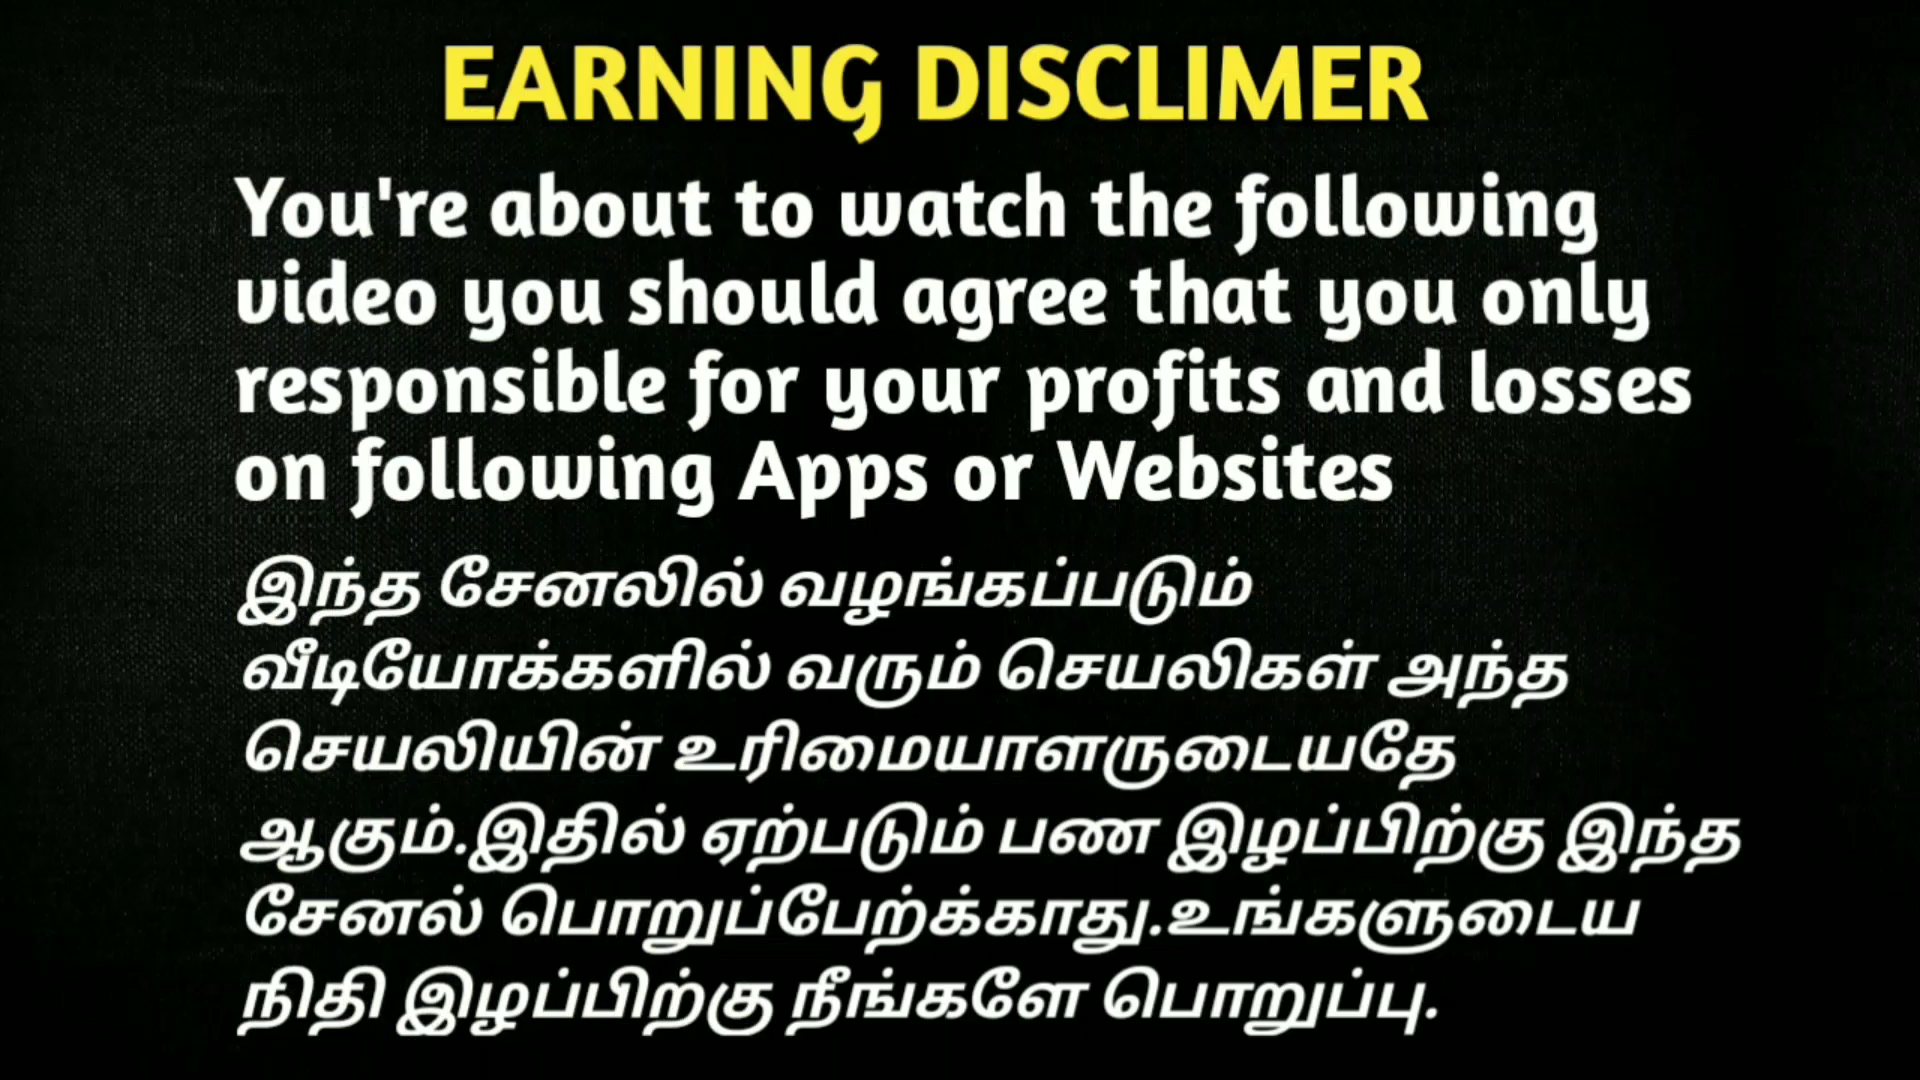 EARNING DISCLIMER
You're about to watch the following
video you should agree that you only
responsible for your profits and losses
on following Apps or Websites
இந்த சேனலில் வழங்கப்படும்
வீடியோக்களில் வரும் செயலிகள் அந்த
செயலியின் உரிமையாளருடையதே
ஆகும்.இதில் ஏற்படும் பண இழப்பிற்கு இந்த
சேனல் பொறுப்பேற்க்காது.உங்களுடைய
நிதி இழப்பிற்கு நீங்களே பொறுப்பு.